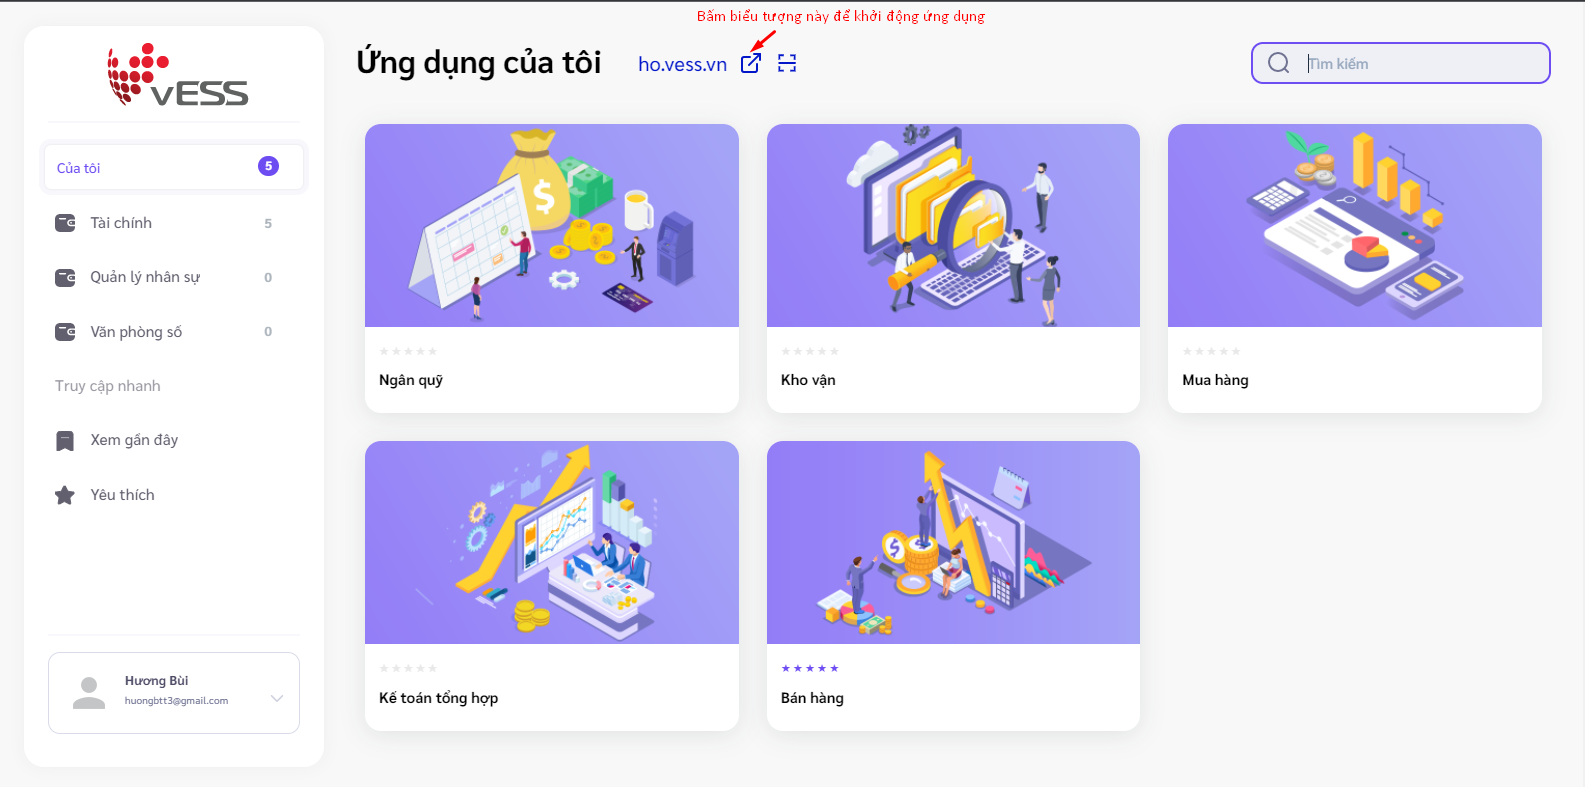 Bấm biểu tượng này để khởi động ứng dụng
VESS
Ứng dụng của tôi
ho.vess.vn
Tìm kiếm
Của tôi 5
Tài chính 5
Quản lý nhân sự 0
Văn phòng số 0
Truy cập nhanh
Xem gần đây
Yêu thích
Hương Bùi
huongbtt3@gmail.com
Ngân quỹ
Kho vận
Mua hàng
Kế toán tổng hợp
Bán hàng